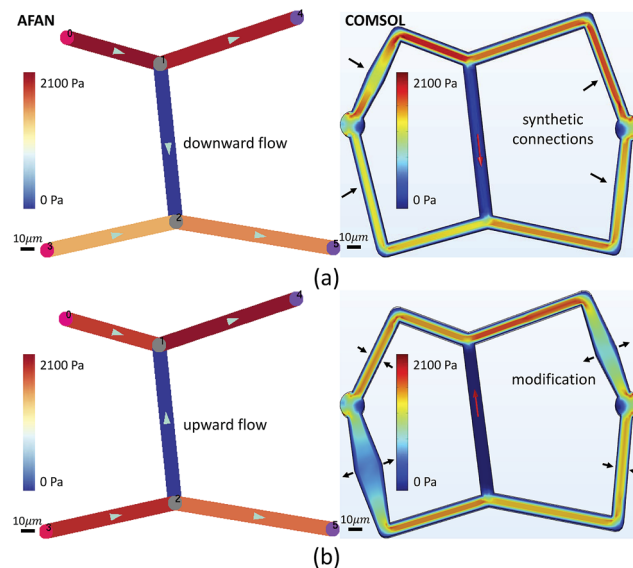 AFAN
COMSOL
0
1
4
2100 Pa
0 Pa
downward flow
2100 Pa
0 Pa
synthetic
connections
2
3
5
10μm
10μm
(a)
0
1
4
2100 Pa
0 Pa
upward flow
2100 Pa
0 Pa
modification
2
3
5
10μm
10μm
(b)